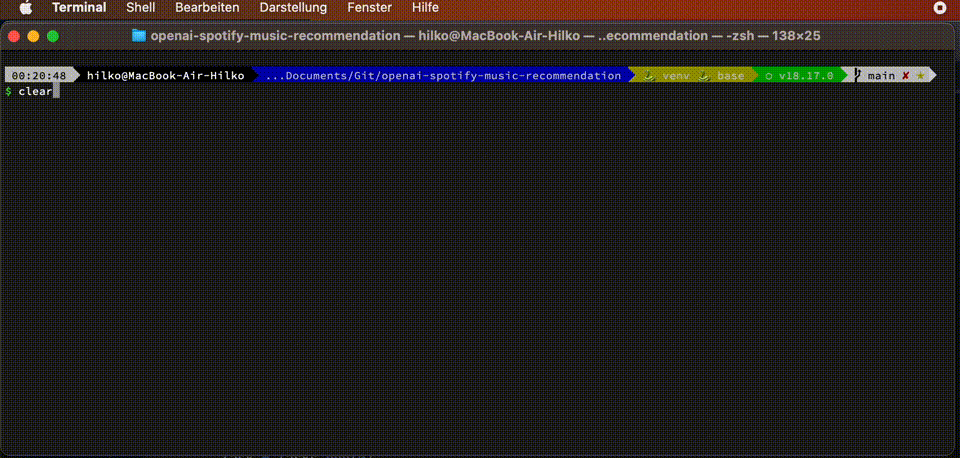 Terminal Shell Bearbeiten Darstellung Fenster Hilfe
openai-spotify-music-recommendation — hilko@MacBook-Air-Hilko — ..ecommendation — -zsh — 138×25
00:20:48 hilko@MacBook-Air-Hilko ...Documents/Git/openai-spotify-music-recommendation venv base v18.17.0 main ✘ ★
$ clear